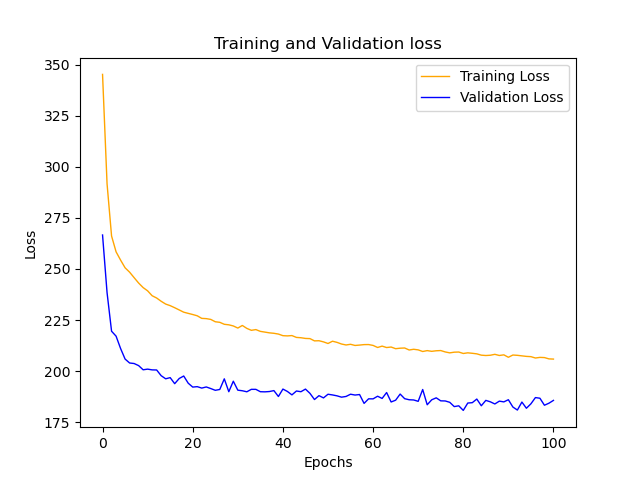 Training and Validation loss
Training Loss
Validation Loss
Loss
350
325
300
275
250
225
200
175
0 20 40 60 80 100
Epochs